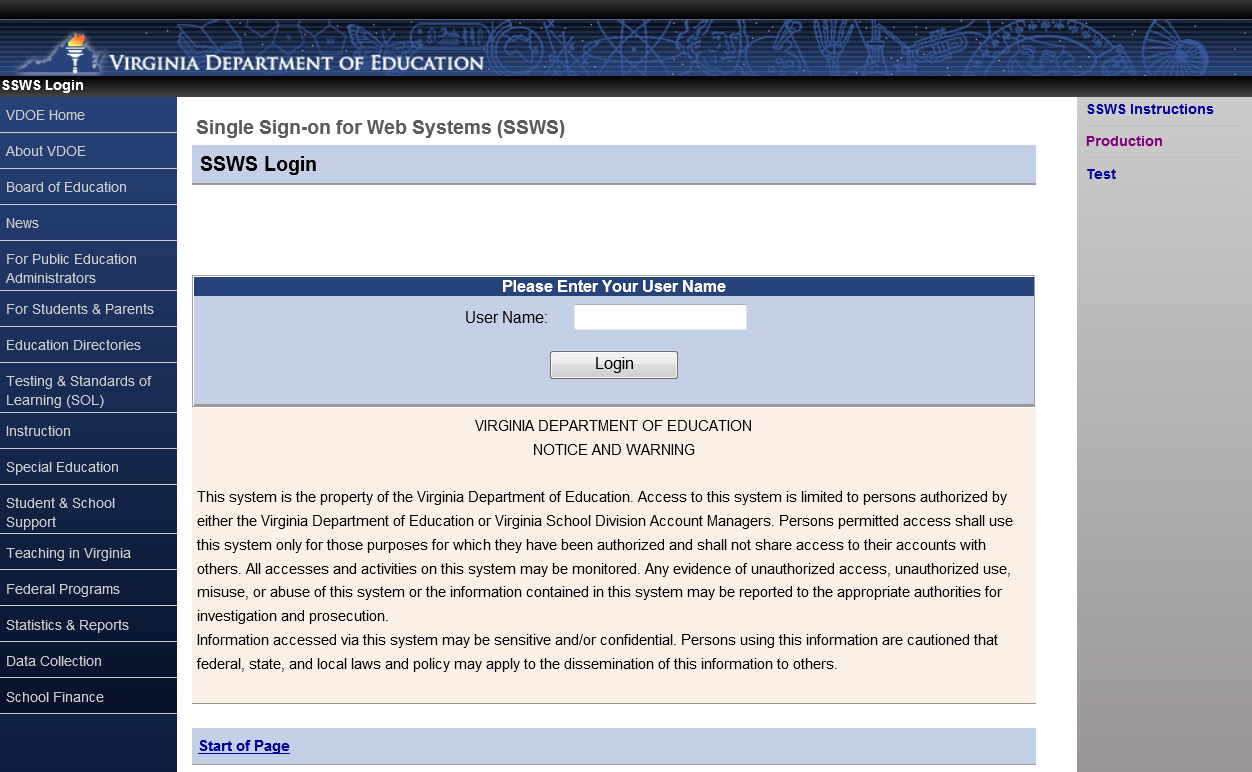 VIRGINIA DEPARTMENT OF EDUCATION
SSWS Login
VDOE Home
About VDOE
Board of Education
News
For Public Education
Administrators
For Students & Parents
Education Directories
Testing & Standards of
Learning (SOL)
Instruction
Special Education
Student & School
Support
Teaching in Virginia
Federal Programs
Statistics & Reports
Data Collection
School Finance
Single Sign-on for Web Systems (SSWS)
SSWS Login
Please Enter Your User Name
User Name:
Login
VIRGINIA DEPARTMENT OF EDUCATION
NOTICE AND WARNING
This system is the property of the Virginia Department of Education. Access to this system is limited to persons authorized by
either the Virginia Department of Education or Virginia School Division Account Managers. Persons permitted access shall use
this system only for those purposes for which they have been authorized and shall not share access to their accounts with
others. All accesses and activities on this system may be monitored. Any evidence of unauthorized access, unauthorized use,
misuse, or abuse of this system or the information contained in this system may be reported to the appropriate authorities for
investigation and prosecution.
Information accessed via this system may be sensitive and/or confidential. Persons using this information are cautioned that
federal, state, and local laws and policy may apply to the dissemination of this information to others.
Start of Page
SSWS Instructions
Production
Test